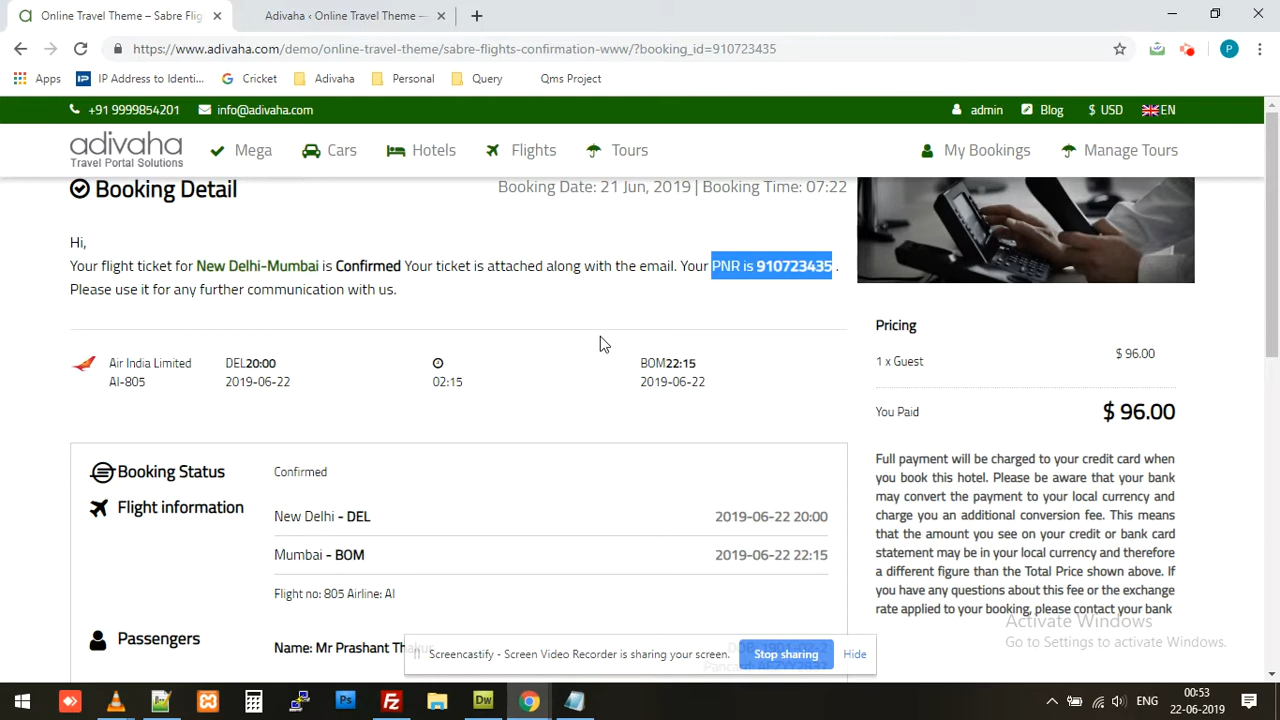 Online Travel Theme – Sabre Flig
Adivaha ‹ Online Travel Theme —
https://www.adivaha.com/demo/online-travel-theme/sabre-flights-confirmation-www/?booking_id=910723435
P
Apps
IP IP Address to Identi...
G Cricket
Adivaha
Personal
Query
Qms Project
+91 9999854201
info@adivaha.com
admin
Blog
$ USD
EN
adivaha
Travel Portal Solutions
Mega
Cars
Hotels
Flights
Tours
My Bookings
Manage Tours
Booking Detail
Booking Date: 21 Jun, 2019 | Booking Time: 07:22
Hi,
Your flight ticket for New Delhi-Mumbai is Confirmed Your ticket is attached along with the email. Your PNR is 910723435 .
Please use it for any further communication with us.
Air India Limited
AI-805
DEL20:00
2019-06-22
02:15
BOM22:15
2019-06-22
Pricing
1 x Guest
$ 96.00
You Paid
$ 96.00
Full payment will be charged to your credit card when
you book this hotel. Please be aware that your bank
may convert the payment to your local currency and
charge you an additional conversion fee. This means
that the amount you see on your credit or bank card
statement may be in your local currency and therefore
a different figure than the Total Price shown above. If
you have any questions about this fee or the exchange
rate applied to your booking, please contact your bank
Booking Status
Confirmed
Flight information
New Delhi - DEL
2019-06-22 20:00
Mumbai - BOM
2019-06-22 22:15
Flight no: 805 Airline: AI
Passengers
Name: Mr Prashant
Activate Windows
Go to Settings to activate Windows.
Screencastify - Screen Video Recorder is sharing your screen.
Stop sharing
Hide
Ps
Fz
Dw
ENG
00:53
22-06-2019